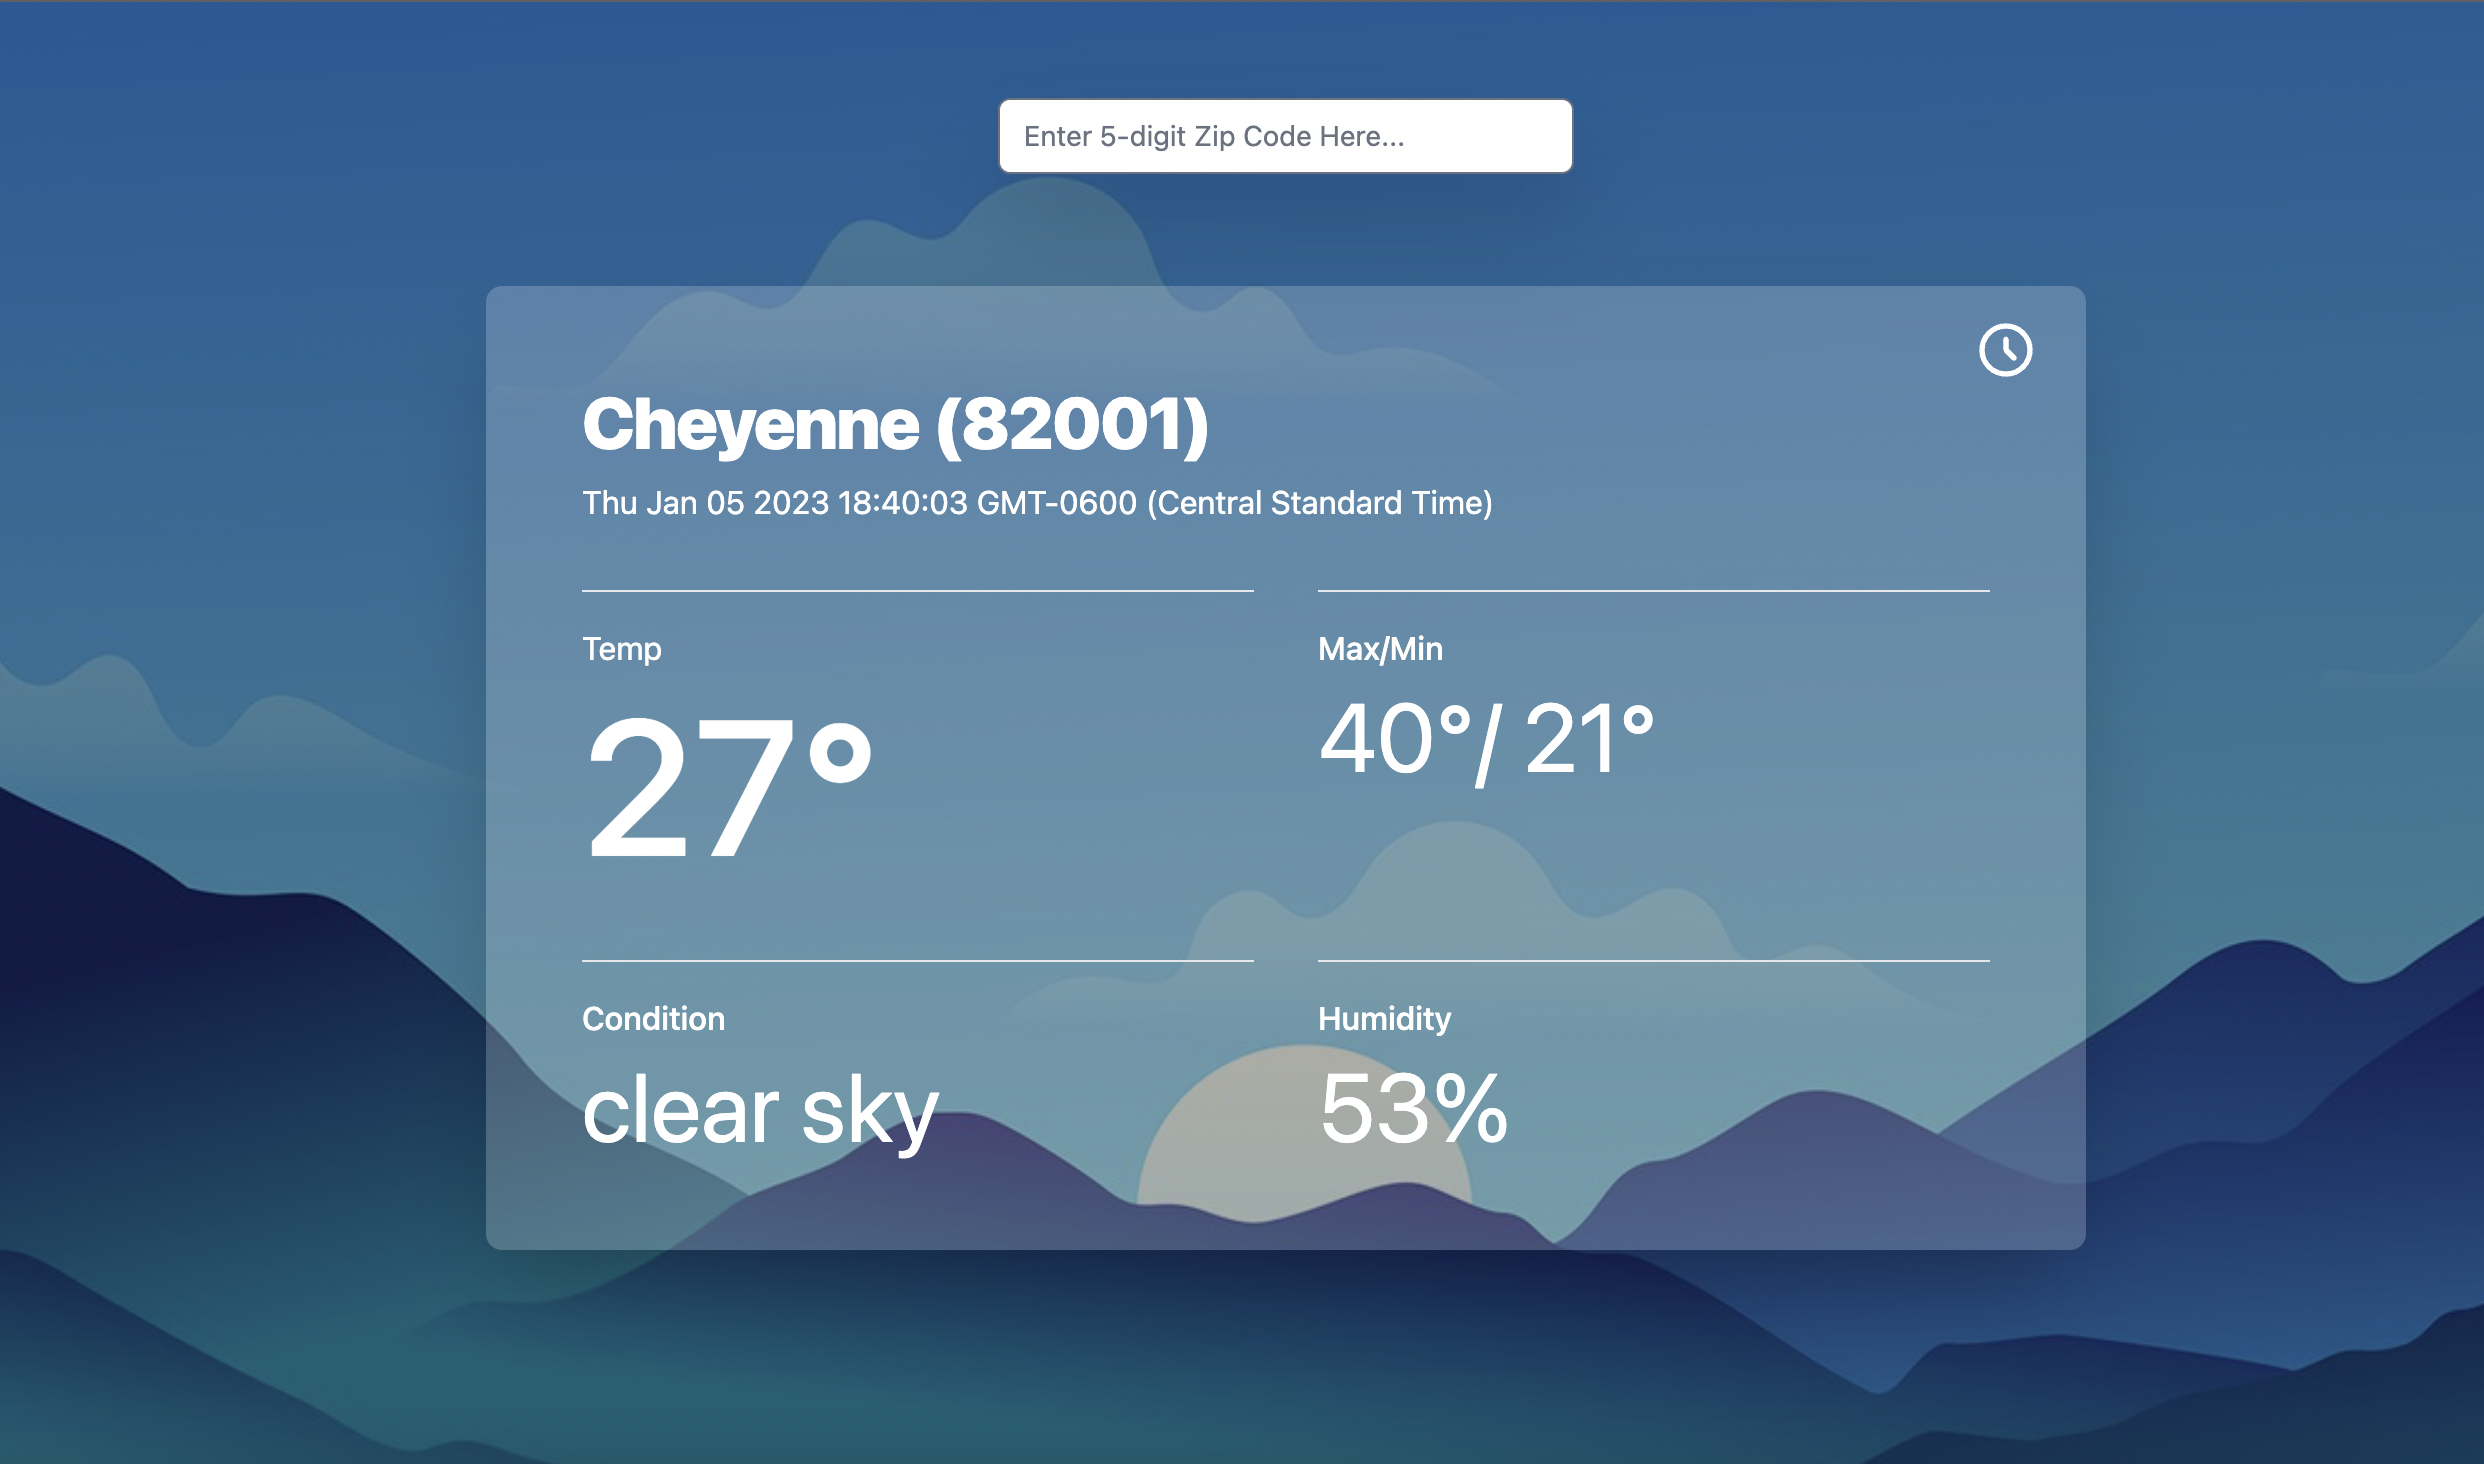 Enter 5-digit Zip Code Here...
Cheyenne (82001)
Thu Jan 05 2023 18:40:03 GMT-0600 (Central Standard Time)
Temp
27°
Max/Min
40°/ 21°
Condition
clear sky
Humidity
53%